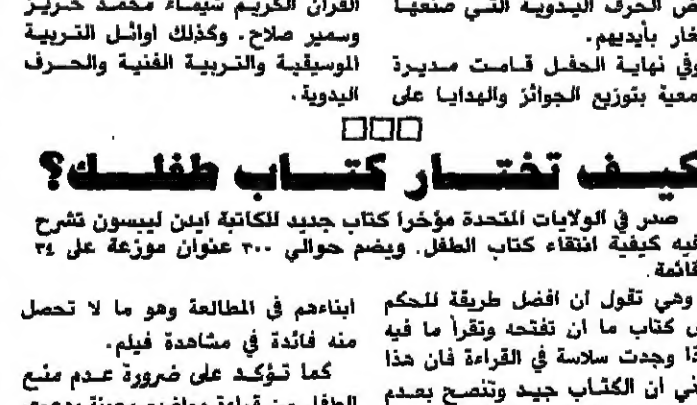 القرآن الكريم شيماء محمد حريز
وسمير صلاح. وكذلك اوائل التربية
الموسيقية والتربية الفنية والحرف
اليدوية.
الحرف اليدوية التي صنعها
بأيديهم.
وفي نهاية الحفل قامت مديرة
بتوزيع الجوائز والهدايا على
كيف تختار كتاب طفلك؟
صدر في الولايات المتحدة مؤخرا كتاب جديد للكاتبة ايدن ليبسون تشرح
فيه كيفية انتقاء كتاب الطفل. ويضم حوالي ٣٠٠ عنوان موزعة على ٣٤
قائمة.
وهي تقول أن افضل طريقة للحكم
كتاب ما ان تفتحه وتقرأ ما فيه
وجدت سلاسة في القراءة فان هذا
ان الكتاب جيد وتنصح بعدم
ابناءهم في المطالعة وهو ما لا تحصل
منه فائدة في مشاهدة فيلم.
كما تؤكد على ضرورة عدم منع
الطفل من قراءة مواضيع معينة